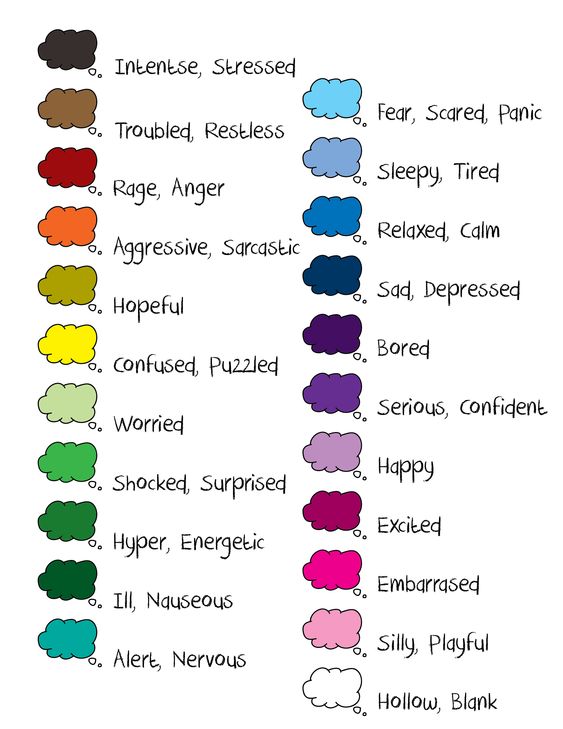 Intentse, Stressed
Troubled, Restless
Rage, Anger
Aggressive, Sarcastic
Hopeful
Confused, Puzzled
Worried
Shocked, Surprised
Hyper, Energetic
Ill, Nauseous
Alert, Nervous
Fear, Scared, Panic
Sleepy, Tired
Relaxed, Calm
Sad, Depressed
Bored
Serious, Confident
Happy
Excited
Embarrased
Silly, Playful
Hollow, Blank